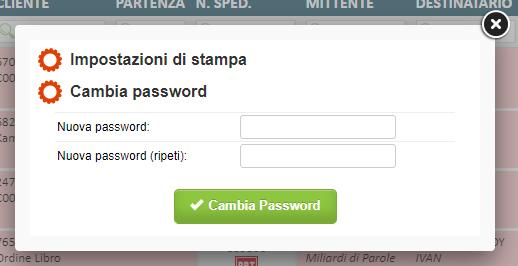 CLIENTE PARTENZA N. SPED. MITTENTE DESTINATARIO
Impostazioni di stampa
Cambia password
Nuova password:
Nuova password (ripeti):
Cambia Password
Ordine Libro Miliardi di Parole IVAN